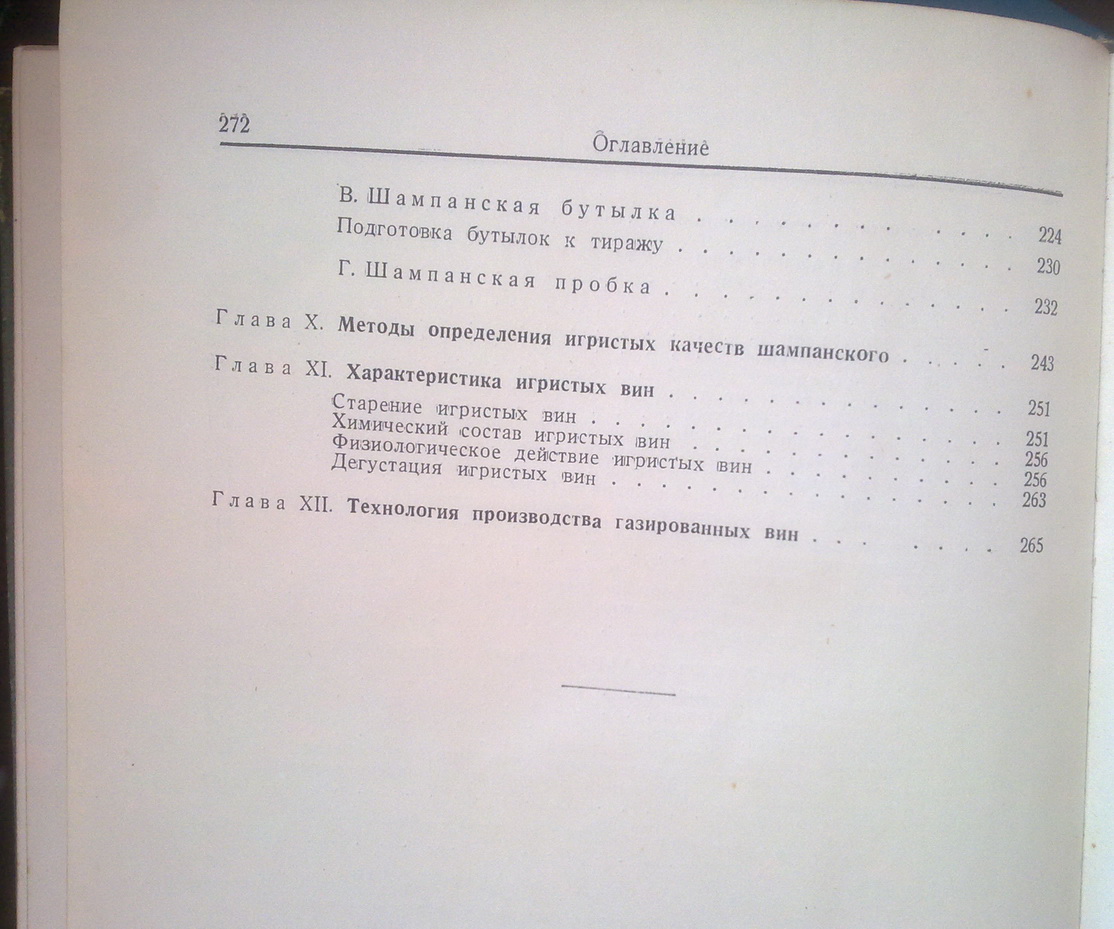 272
Оглавление
В. Шампанская бутылка . . . . . . . . . . . 224
Подготовка бутылок к тиражу . . . . . . . . . . . . 230
Г. Шампанская пробка . . . . . . . . . . . . 232
Глава X. Методы определения игристых качеств шампанского . . . . . 243
Глава XI. Характеристика игристых вин . . . . . . . . . . . . 251
Старение игристых вин . . . . . . . . . . . . . . . 251
Химический состав игристых вин . . . . . . . . . . . . 256
Физиологическое действие игристых вин . . . . . . . . . 256
Дегустация игристых вин . . . . . . . . . . . . . . 263
Глава XII. Технология производства газированных вин . . . . . . . 265